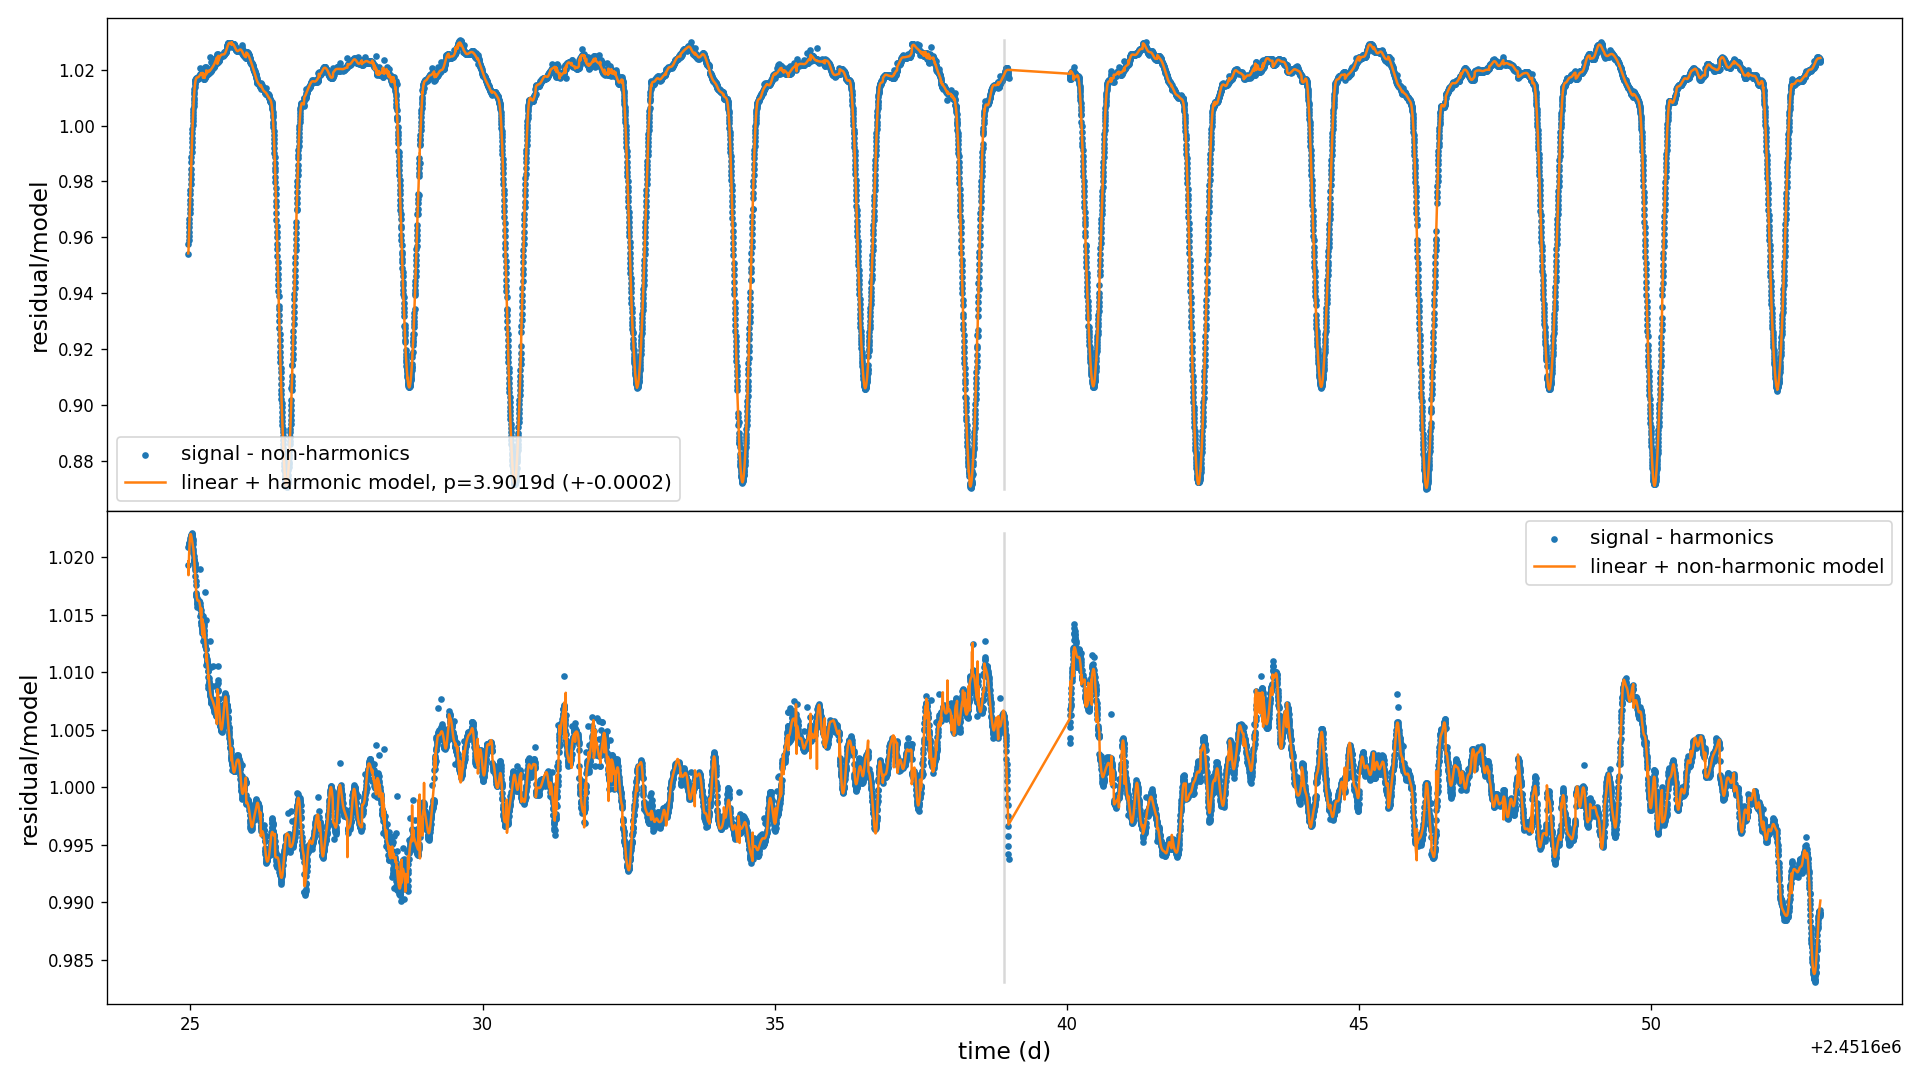 residual/model
1.02
1.00
0.98
0.96
0.94
0.92
0.90
0.88
signal - non-harmonics
linear + harmonic model, p=3.9019d (+-0.0002)
residual/model
1.020
1.015
1.010
1.005
1.000
0.995
0.990
0.985
signal - harmonics
linear + non-harmonic model
25 30 35 40 45 50
time (d)
+2.4516e6